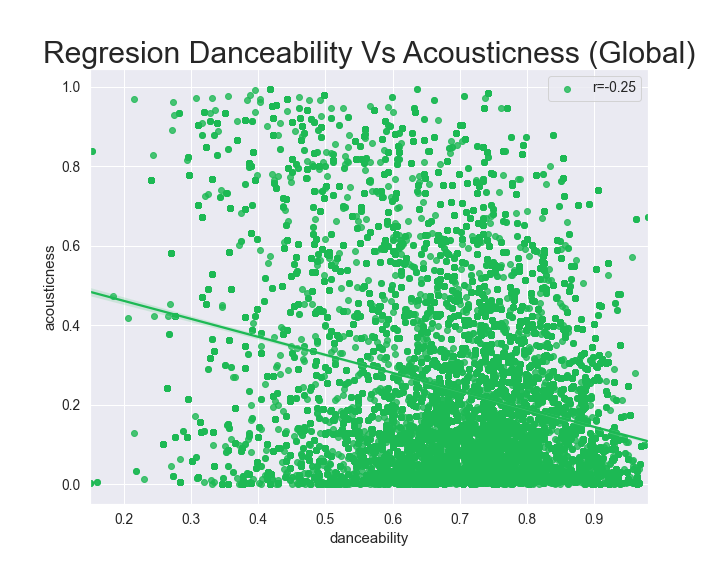 Regresion Danceability Vs Acousticness (Global)
r=-0.25
1.0
0.8
0.6
0.4
0.2
0.0
acousticness
0.2 0.3 0.4 0.5 0.6 0.7 0.8 0.9
danceability